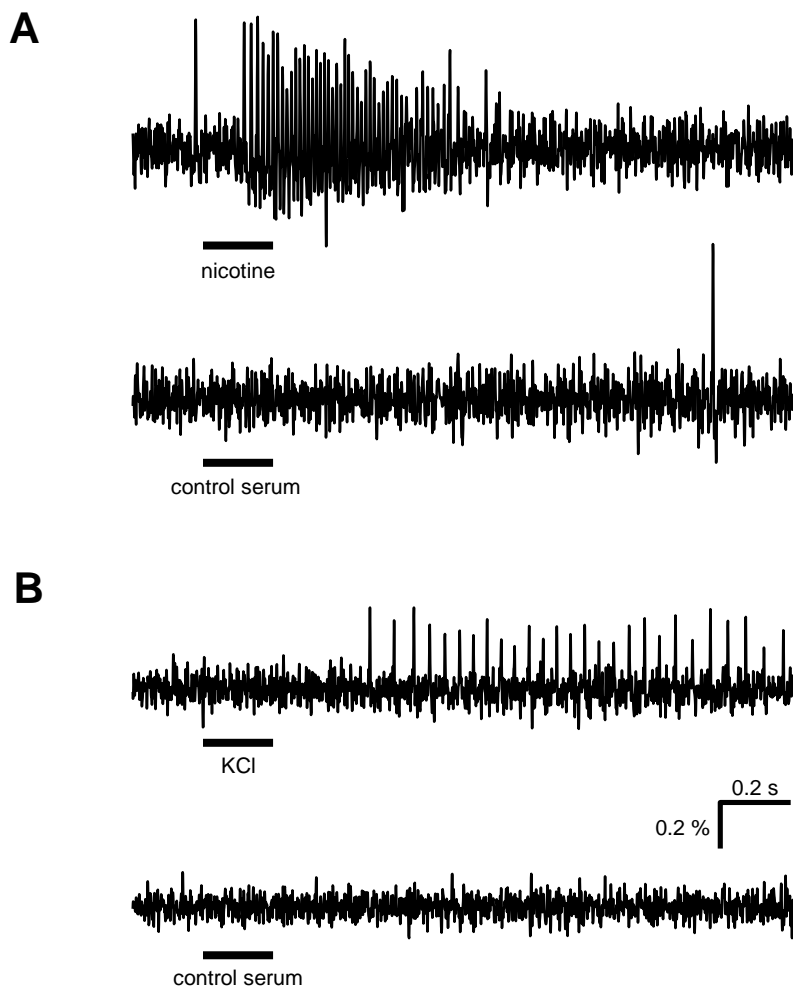 A
nicotine
control serum
B
KCl
0.2 s
0.2 %
control serum